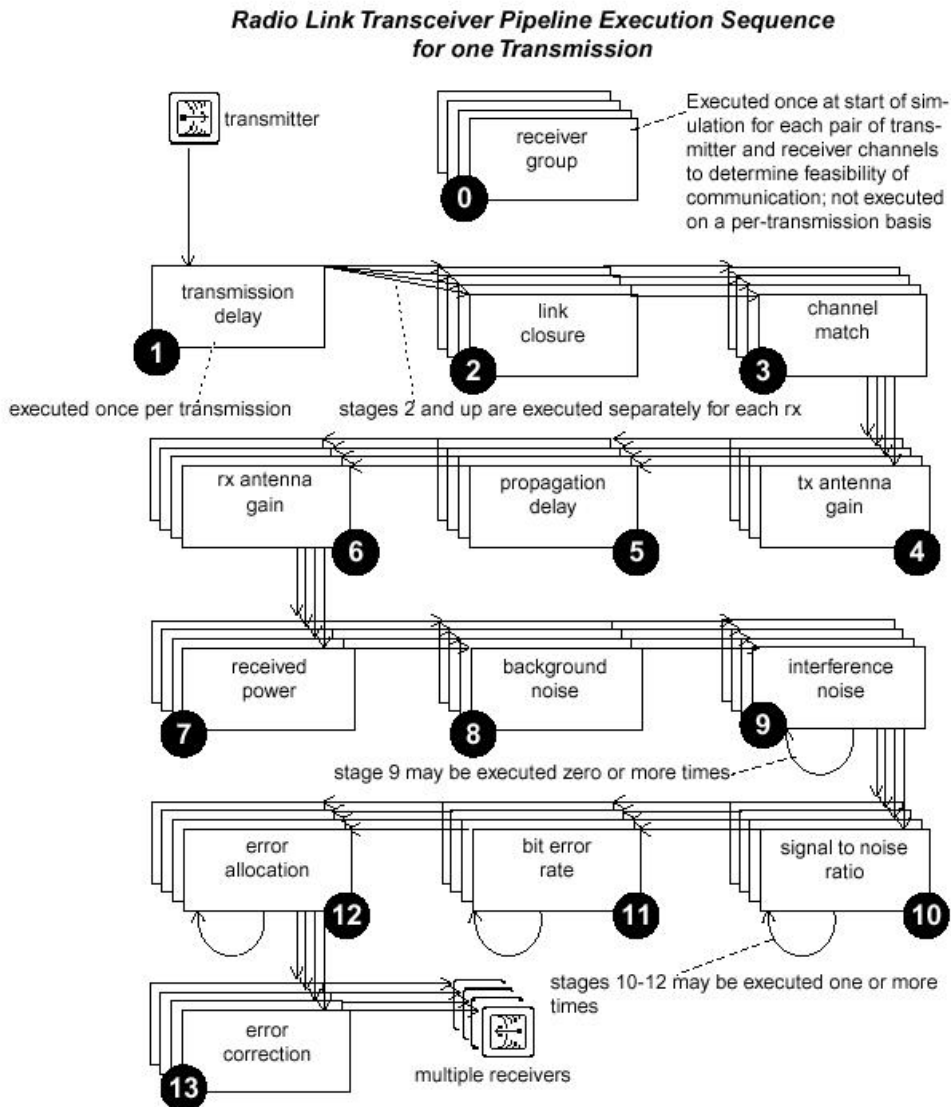 Radio Link Transceiver Pipeline Execution Sequence
for one Transmission
transmitter
receiver
group
0
Executed once at start of sim-
ulation for each pair of trans-
mitter and receiver channels
to determine feasibility of
communication; not executed
on a per-transmission basis
transmission
delay
1
link
closure
2
channel
match
3
executed once per transmission
stages 2 and up are executed separately for each rx
rx antenna
gain
6
propagation
delay
5
tx antenna
gain
4
received
power
7
background
noise
8
interference
noise
9
stage 9 may be executed zero or more times
error
allocation
12
bit error
rate
11
signal to noise
ratio
10
stages 10-12 may be executed one or more
times
error
correction
13
multiple receivers